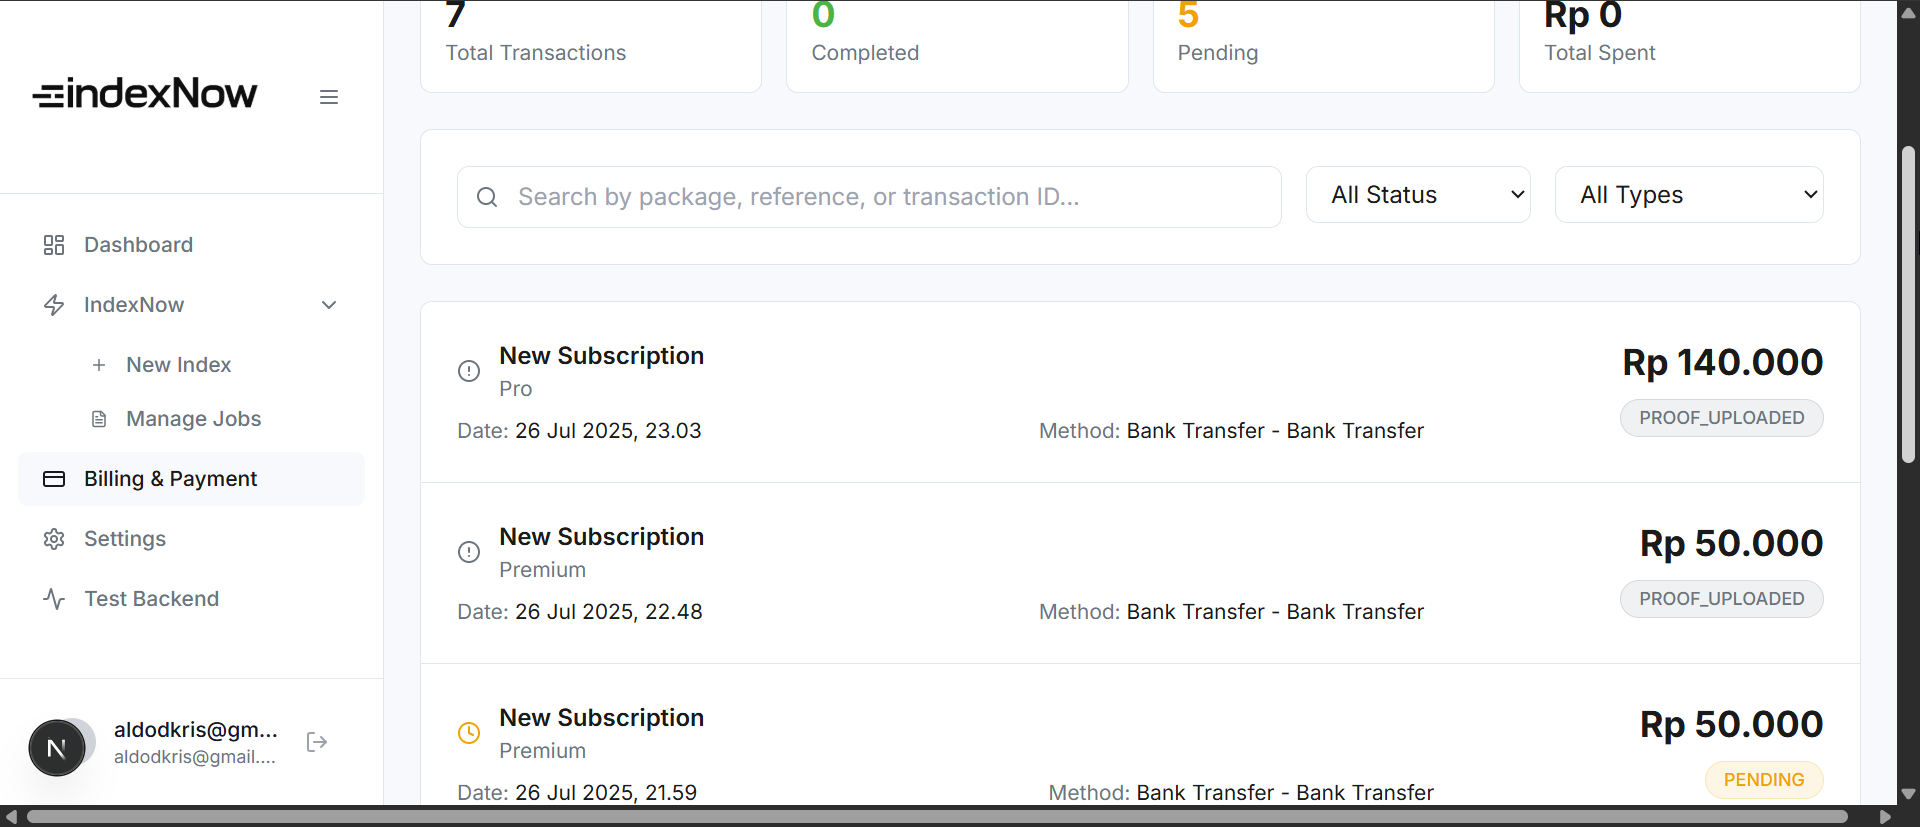 indexNow
Dashboard
IndexNow
New Index
Manage Jobs
Billing & Payment
Settings
Test Backend
N
aldodkris@gm...
aldodkris@gmail....
7
Total Transactions
0
Completed
5
Pending
Rp 0
Total Spent
Search by package, reference, or transaction ID...
All Status
All Types
New Subscription
Pro
Rp 140.000
Date: 26 Jul 2025, 23.03
Method: Bank Transfer - Bank Transfer
PROOF_UPLOADED
New Subscription
Premium
Rp 50.000
Date: 26 Jul 2025, 22.48
Method: Bank Transfer - Bank Transfer
PROOF_UPLOADED
New Subscription
Premium
Rp 50.000
Date: 26 Jul 2025, 21.59
Method: Bank Transfer - Bank Transfer
PENDING